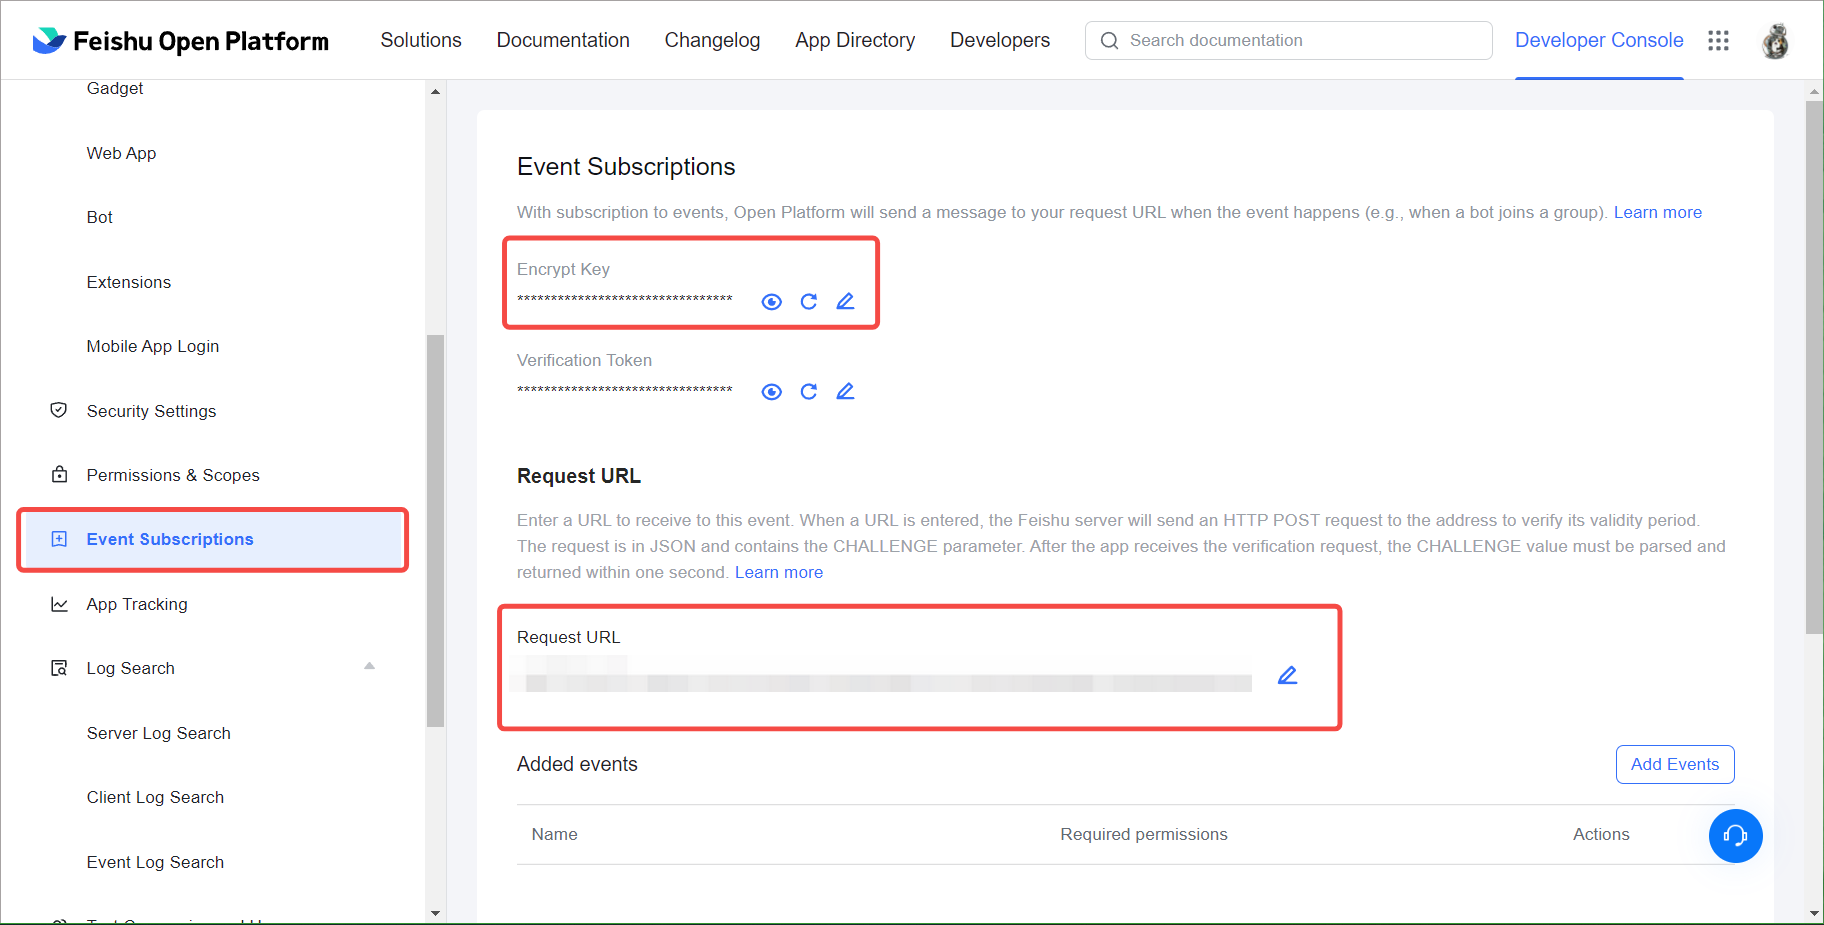 Feishu Open Platform
Solutions
Documentation
Changelog
App Directory
Developers
Search documentation
Developer Console
Gadget
Web App
Bot
Extensions
Mobile App Login
Security Settings
Permissions & Scopes
Event Subscriptions
App Tracking
Log Search
Server Log Search
Client Log Search
Event Log Search
Event Subscriptions
With subscription to events, Open Platform will send a message to your request URL when the event happens (e.g., when a bot joins a group). Learn more
Encrypt Key
********************************
Verification Token
********************************
Request URL
Enter a URL to receive to this event. When a URL is entered, the Feishu server will send an HTTP POST request to the address to verify its validity period.
The request is in JSON and contains the CHALLENGE parameter. After the app receives the verification request, the CHALLENGE value must be parsed and
returned within one second. Learn more
Request URL
Added events
Add Events
Name
Required permissions
Actions